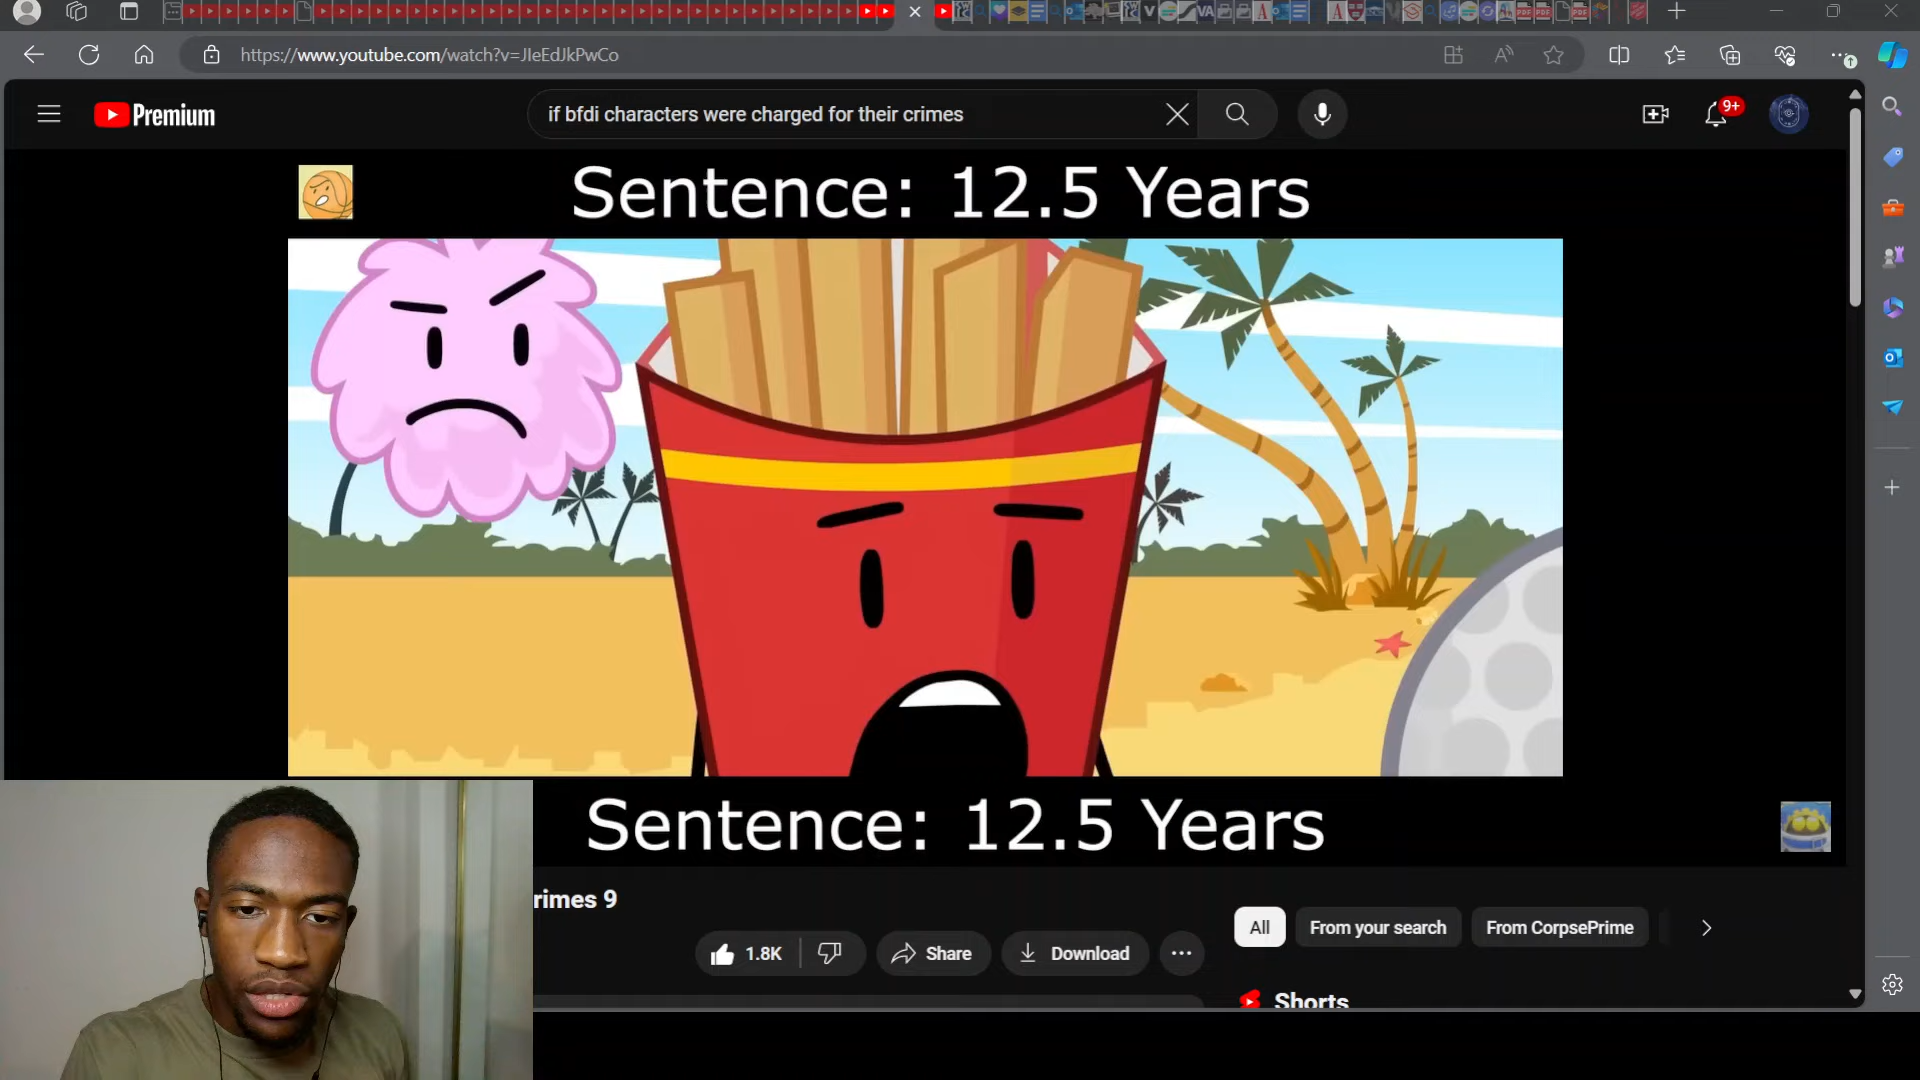 https://www.youtube.com/watch?v=JIeEdJkPwCo
Premium
if bfdi characters were charged for their crimes
9+
Sentence: 12.5 Years
Sentence: 12.5 Years
rimes 9
1.8K
Share
Download
All
From your search
From CorpsePrime
Shorts